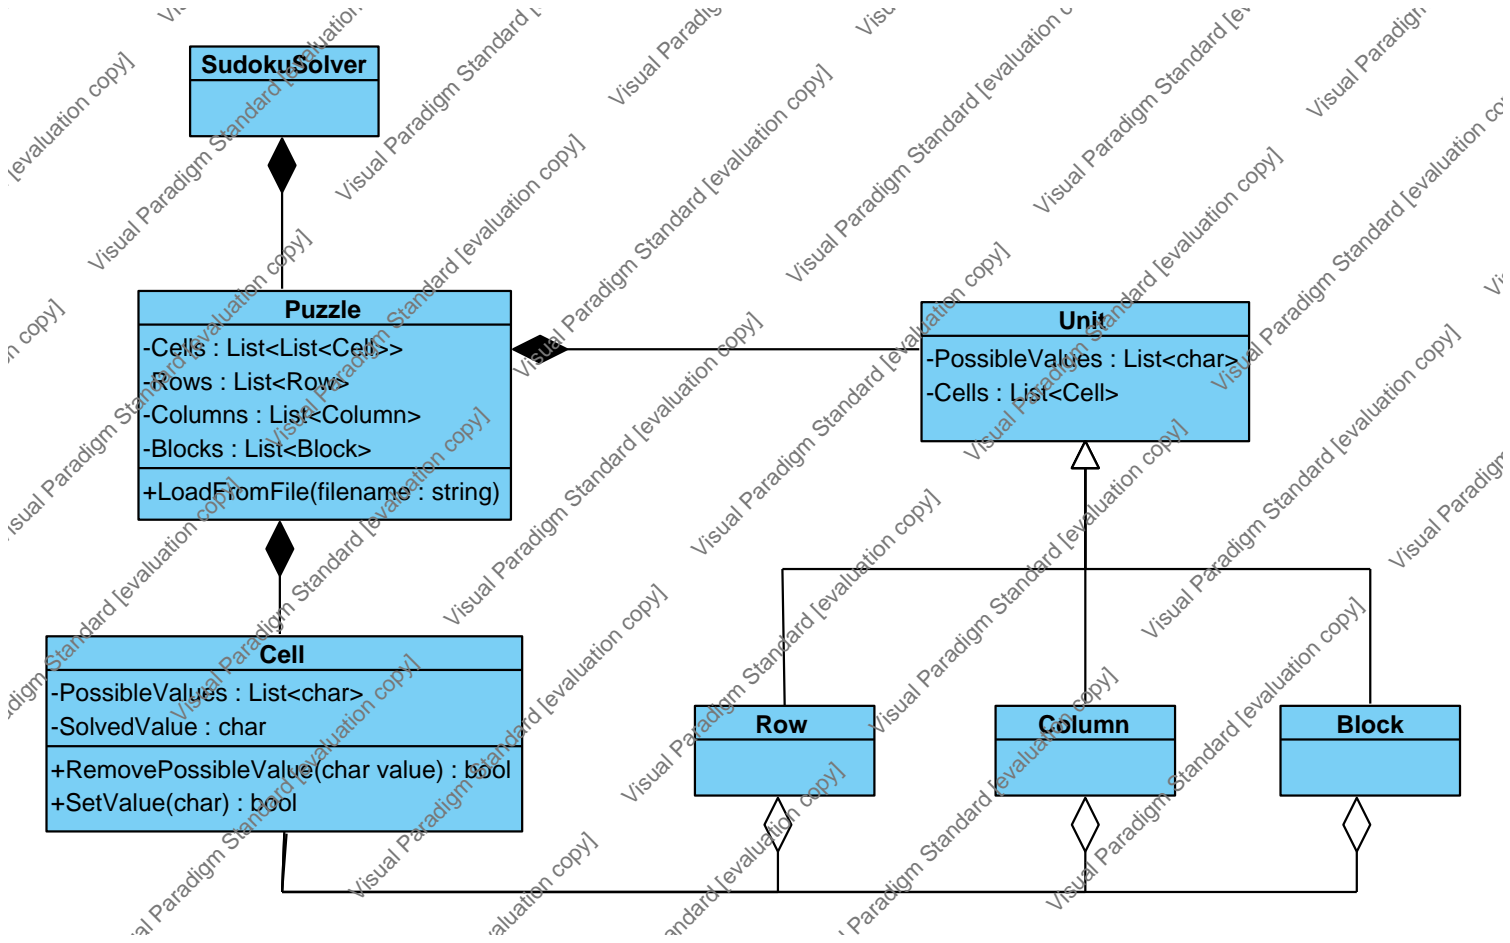 SudokuSolver
Puzzle
-Cells : List<List<Cell>>
-Rows : List<Row>
-Columns : List<Column>
-Blocks : List<Block>
+LoadFromFile(filename : string)
Unit
-PossibleValues : List<char>
-Cells : List<Cell>
Cell
-PossibleValues : List<char>
-SolvedValue : char
+RemovePossibleValue(char value) : bool
+SetValue(char) : bool
Row
Column
Block
Visual Paradigm Standard [evaluation copy]